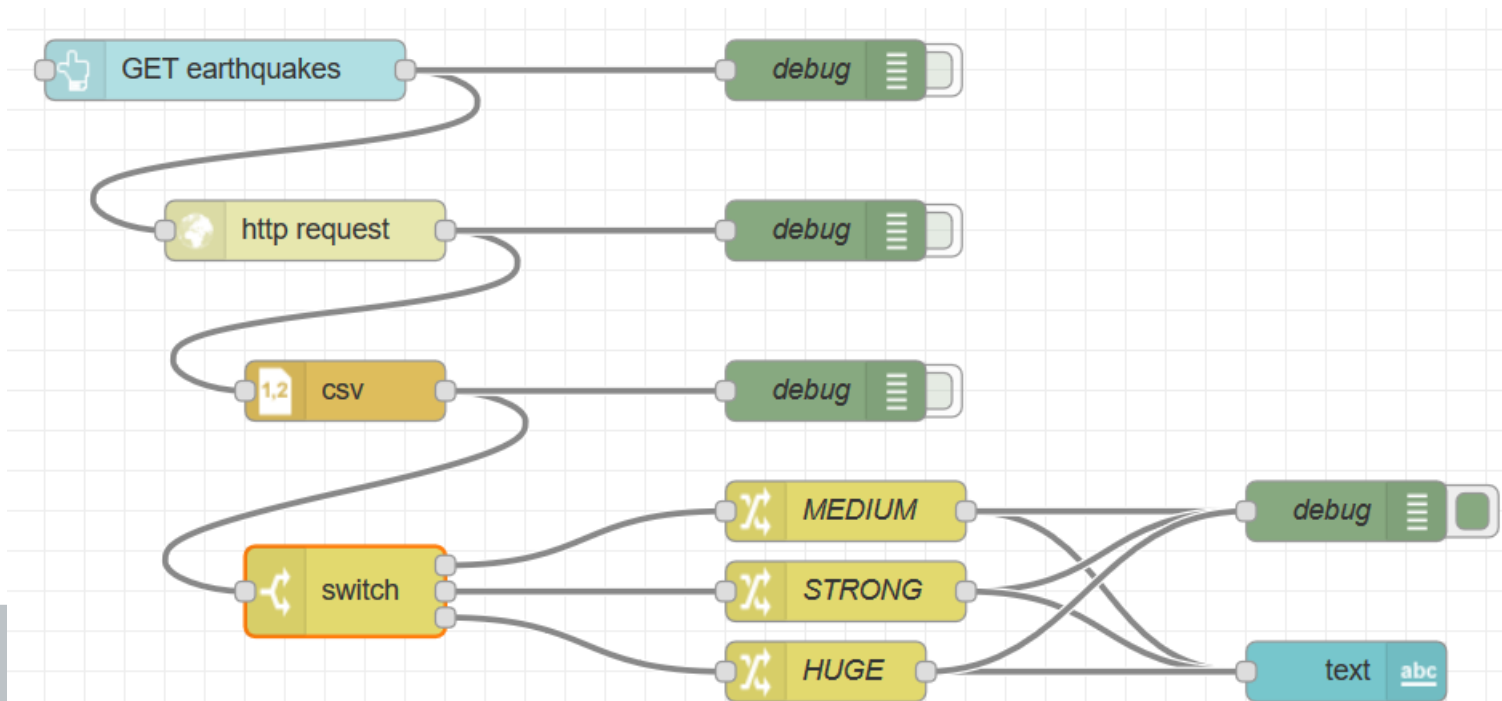 GET earthquakes
debug
http request
debug
1,2
csv
debug
MEDIUM
debug
switch
STRONG
HUGE
text
abc